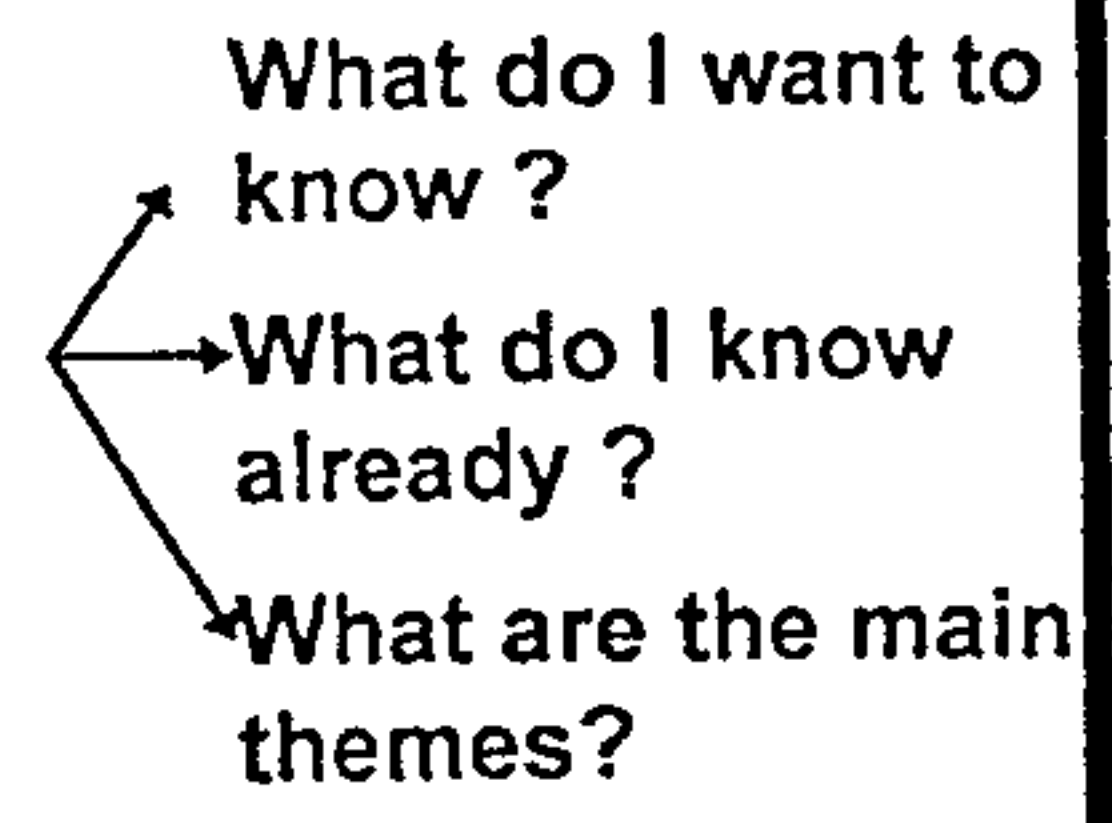 What do I want to
know ?
What do I know
already ?
What are the main
themes?